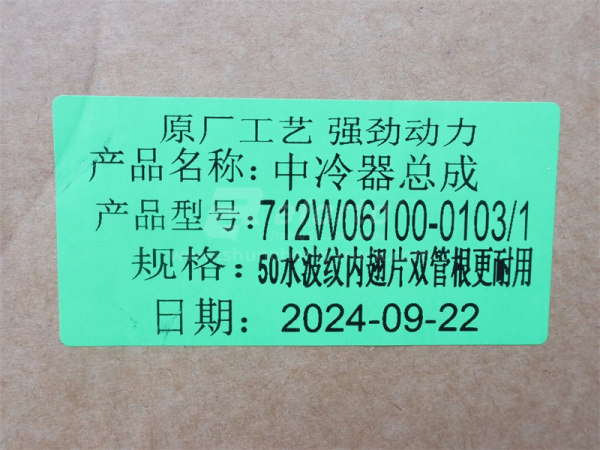 原厂工艺 强劲动力
产品名称:中冷器总成
产品型号:712W06100-0103/1
规格:50水波纹内翅片双管根更耐用
日期: 2024-09-22